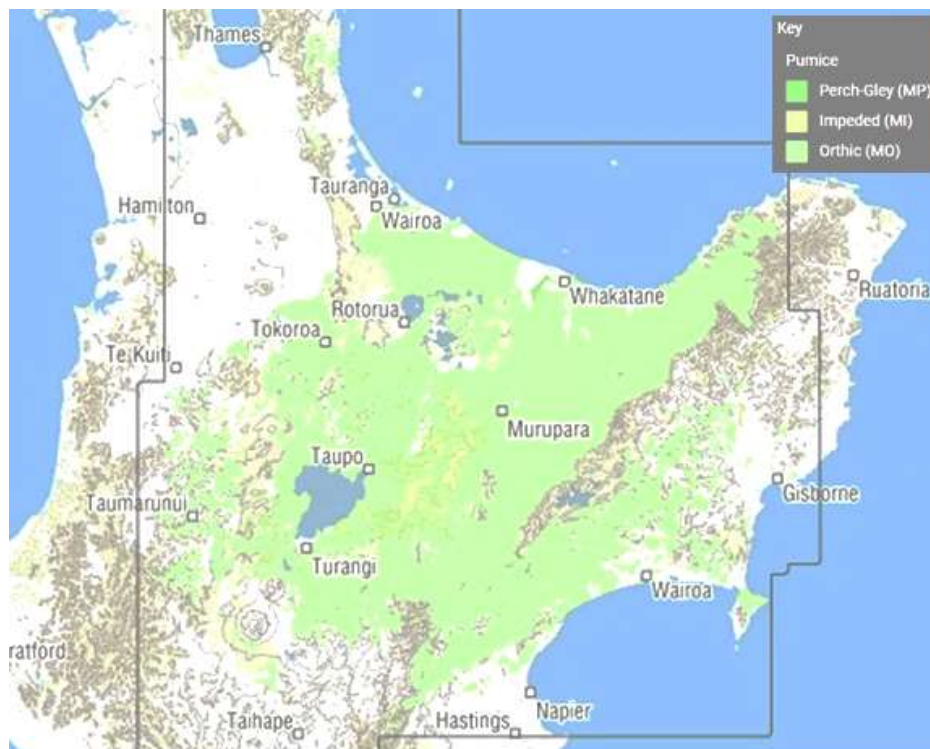 Key
Pumice
Perch-Gley (MP)
Impeded (MI)
Orthic (MO)
Thames
Tauranga
Hamilton
Wairoa
Whakatane
Ruatoria
Rotorua
Tokoroa
Te Kuiti
Murupara
Taupo
Gisborne
Taumarunui
Turangi
Wairoa
ratford
Napier
Taihape
Hastings